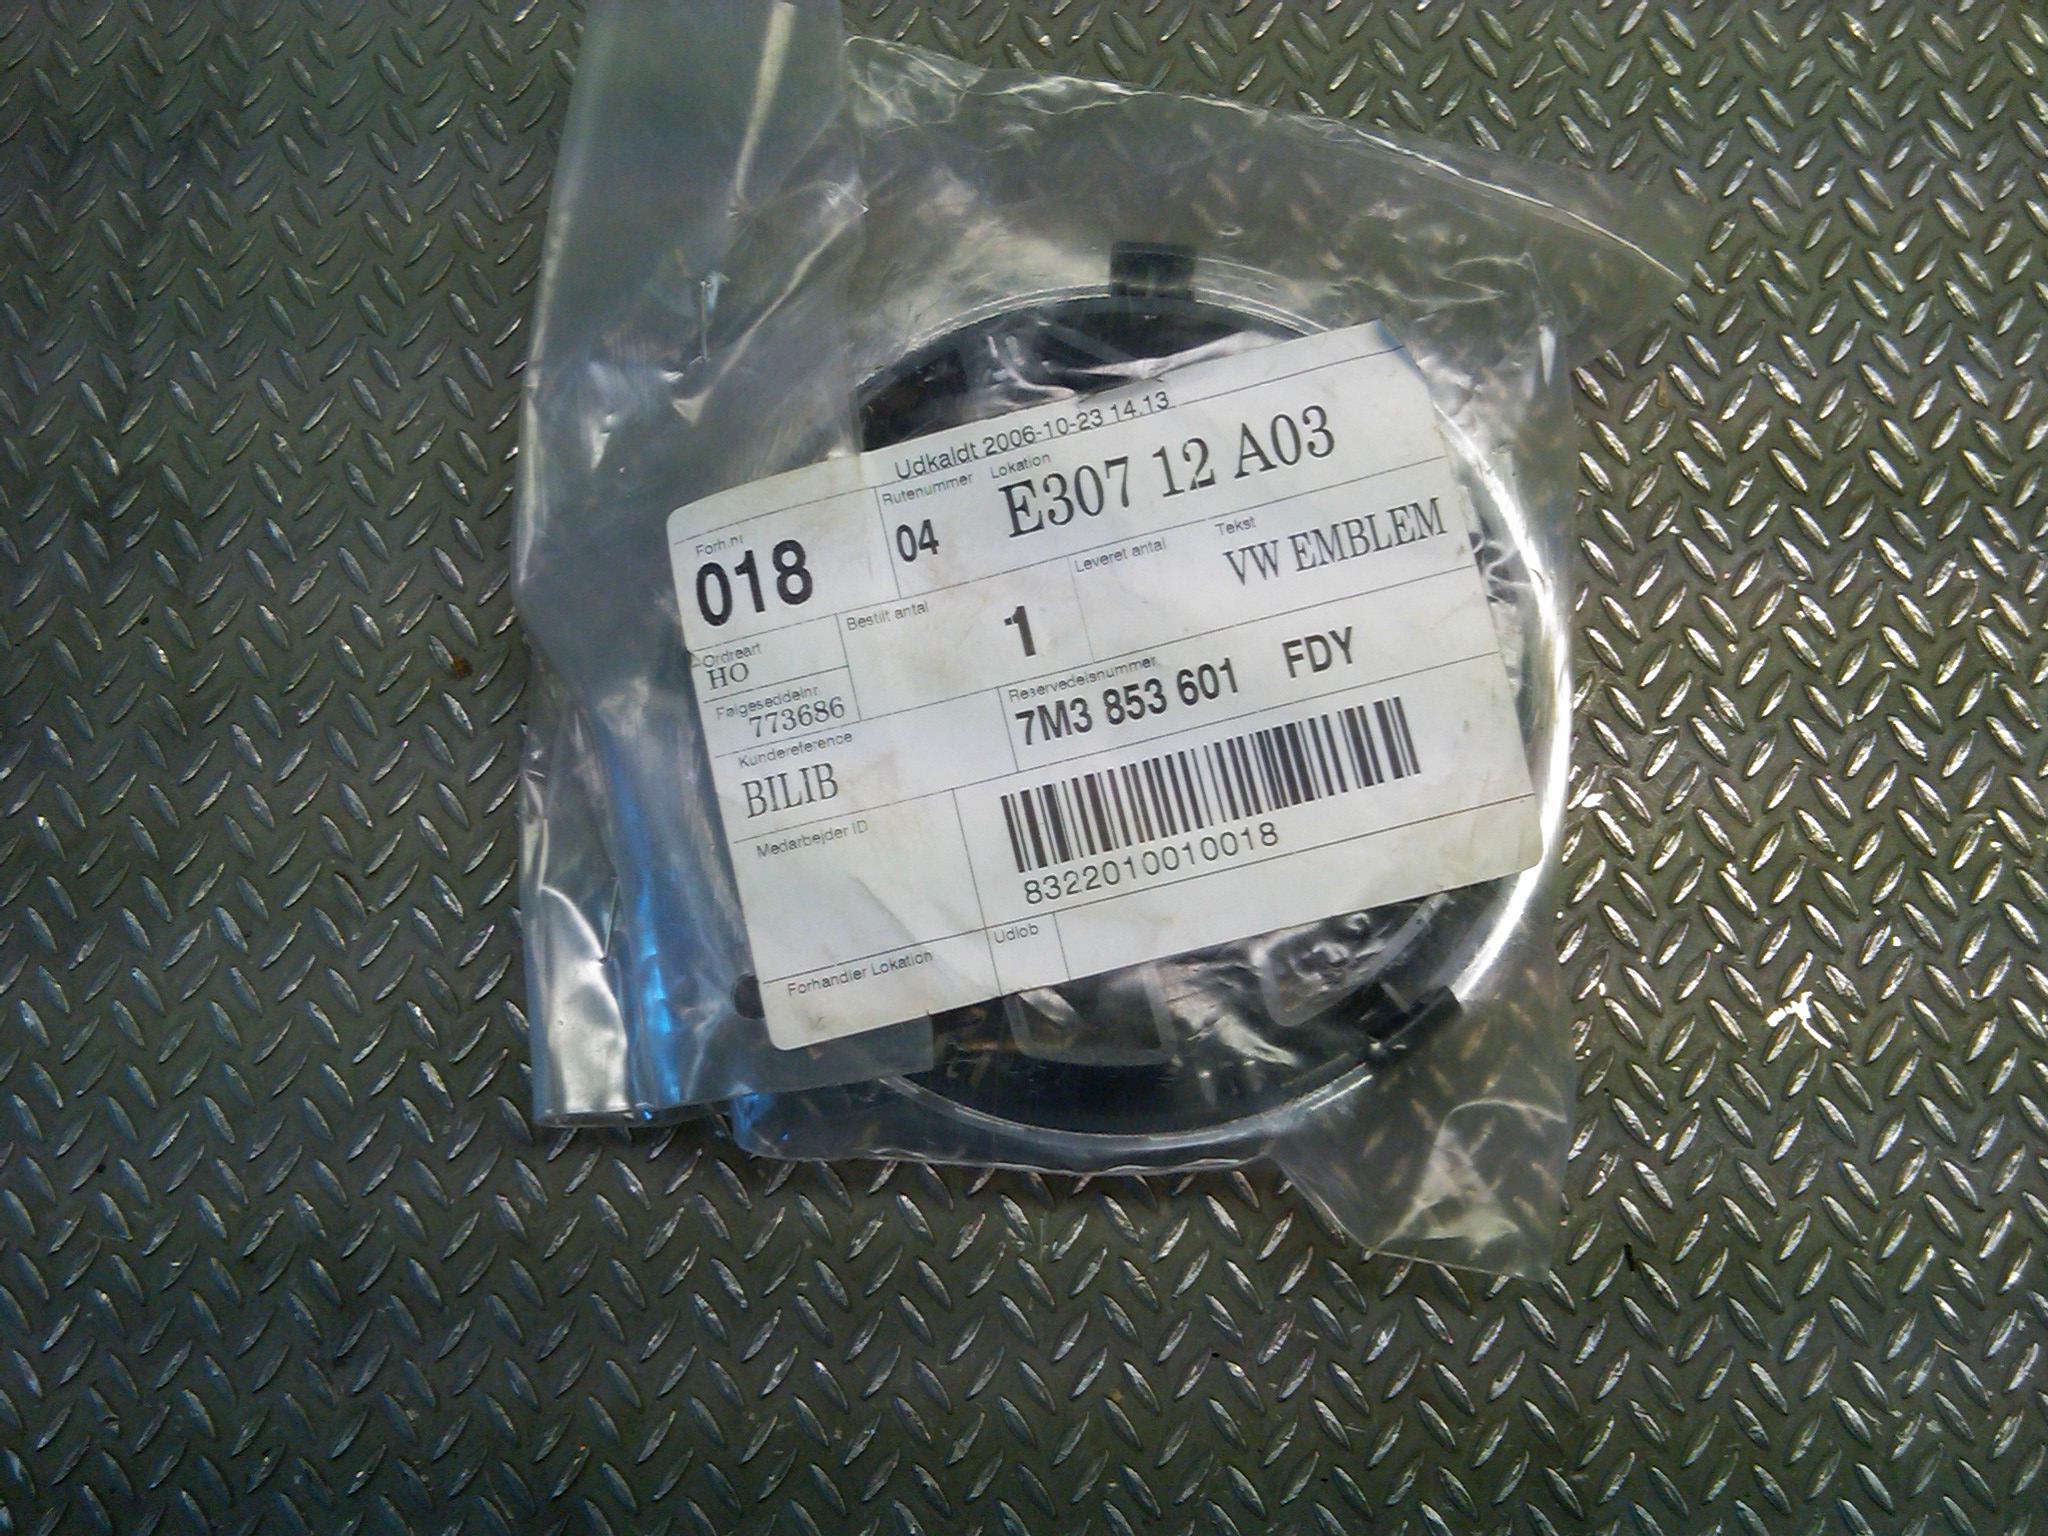 Udkaldt 2006-10-23 14.13
Forh.nr
018
Rutenummer
04
Lokation
E307 12 A03
Ordreart
HO
Bestilt antal
1
Leveret antal
Tekst
VW EMBLEM
Følgeseddelnr.
773686
Kundereference
BILIB
Reservedelsnummer
7M3 853 601 FDY
Medarbejder ID
8322010010018
Forhandler Lokation
Udlob